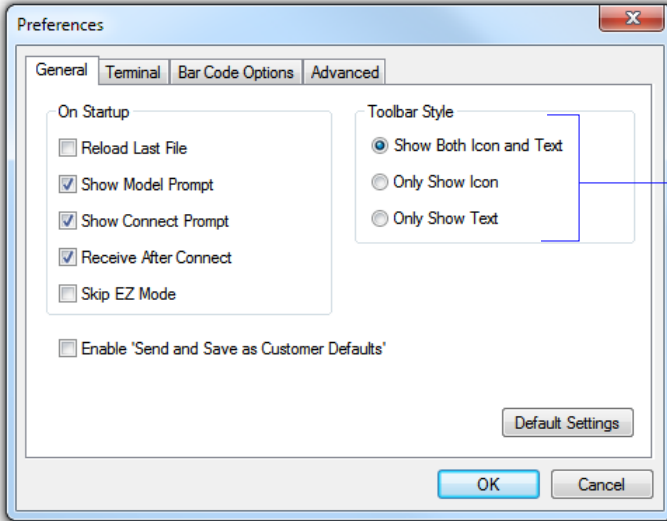 Preferences
General Terminal Bar Code Options Advanced
On Startup
Reload Last File
Show Model Prompt
Show Connect Prompt
Receive After Connect
Skip EZ Mode
Toolbar Style
Show Both Icon and Text
Only Show Icon
Only Show Text
Enable 'Send and Save as Customer Defaults'
Default Settings
OK Cancel